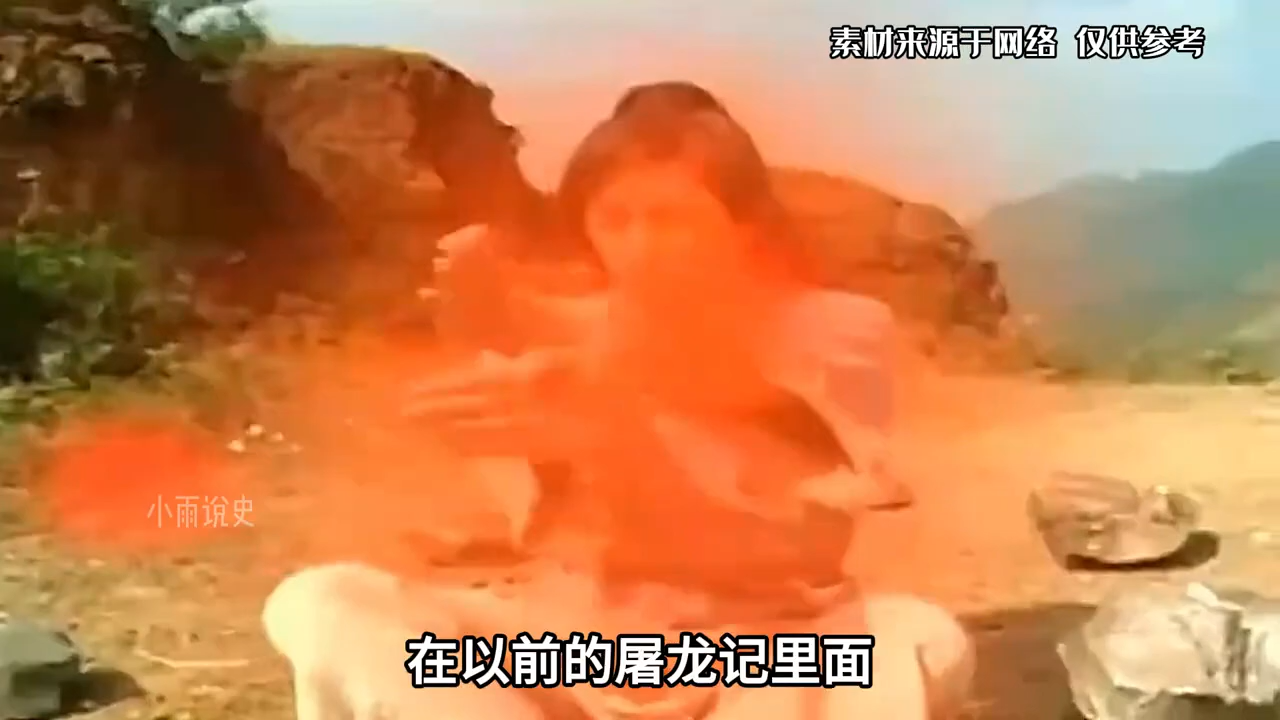 素材来源于网络 仅供参考
小雨说史
在以前的屠龙记里面